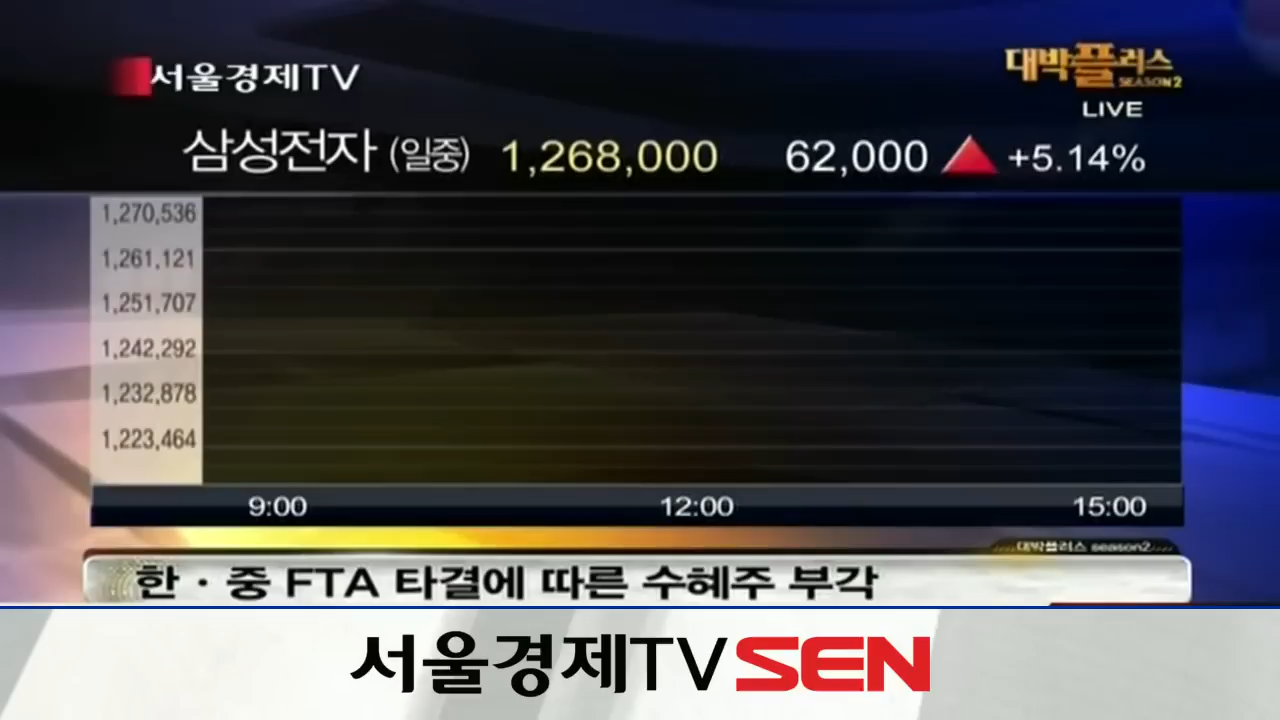 서울경제TV
대박플러스
SEASON2
LIVE
삼성전자 (일중) 1,268,000 62,000 ▲ +5.14%
1,270,536
1,261,121
1,251,707
1,242,292
1,232,878
1,223,464
9:00 12:00 15:00
대박플러스 season2
한 · 중 FTA 타결에 따른 수혜주 부각
서울경제TV SEN